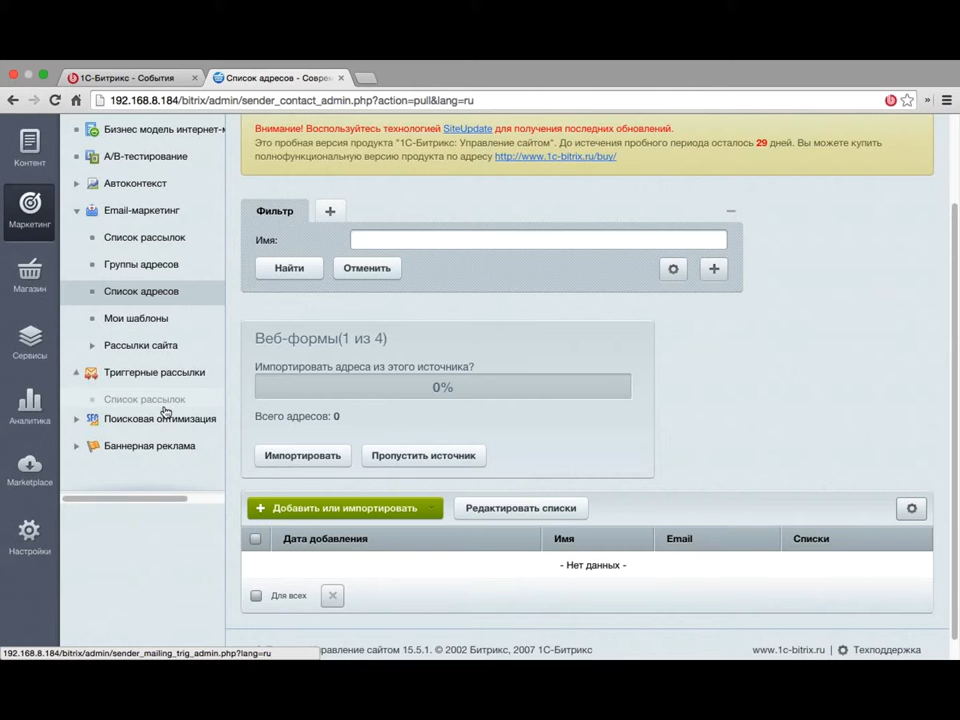 1С-Битрикс - События
Список адресов - Соврем
192.168.8.184/bitrix/admin/sender_contact_admin.php?action=pull&lang=ru
Контент
Маркетинг
Магазин
Сервисы
Аналитика
Marketplace
Настройки
Бизнес модель интернет-м
A/B-тестирование
Автоконтекст
Email-маркетинг
Список рассылок
Группы адресов
Список адресов
Мои шаблоны
Рассылки сайта
Триггерные рассылки
Список рассылок
Поисковая оптимизация
Баннерная реклама
Внимание! Воспользуйтесь технологией SiteUpdate для получения последних обновлений.
Это пробная версия продукта "1С-Битрикс: Управление сайтом". До истечения пробного периода осталось 29 дней. Вы можете купить
полнофункциональную версию продукта по адресу http://www.1c-bitrix.ru/buy/
Фильтр
Имя:
Найти Отменить
Веб-формы(1 из 4)
Импортировать адреса из этого источника?
0%
Всего адресов: 0
Импортировать Пропустить источник
Добавить или импортировать Редактировать списки
Дата добавления Имя Email Списки
- Нет данных -
Для всех
192.168.8.184/bitrix/admin/sender_mailing_trig_admin.php?lang=ru
правление сайтом 15.5.1. © 2002 Битрикс, 2007 1С-Битрикс
www.1c-bitrix.ru | Техподдержка